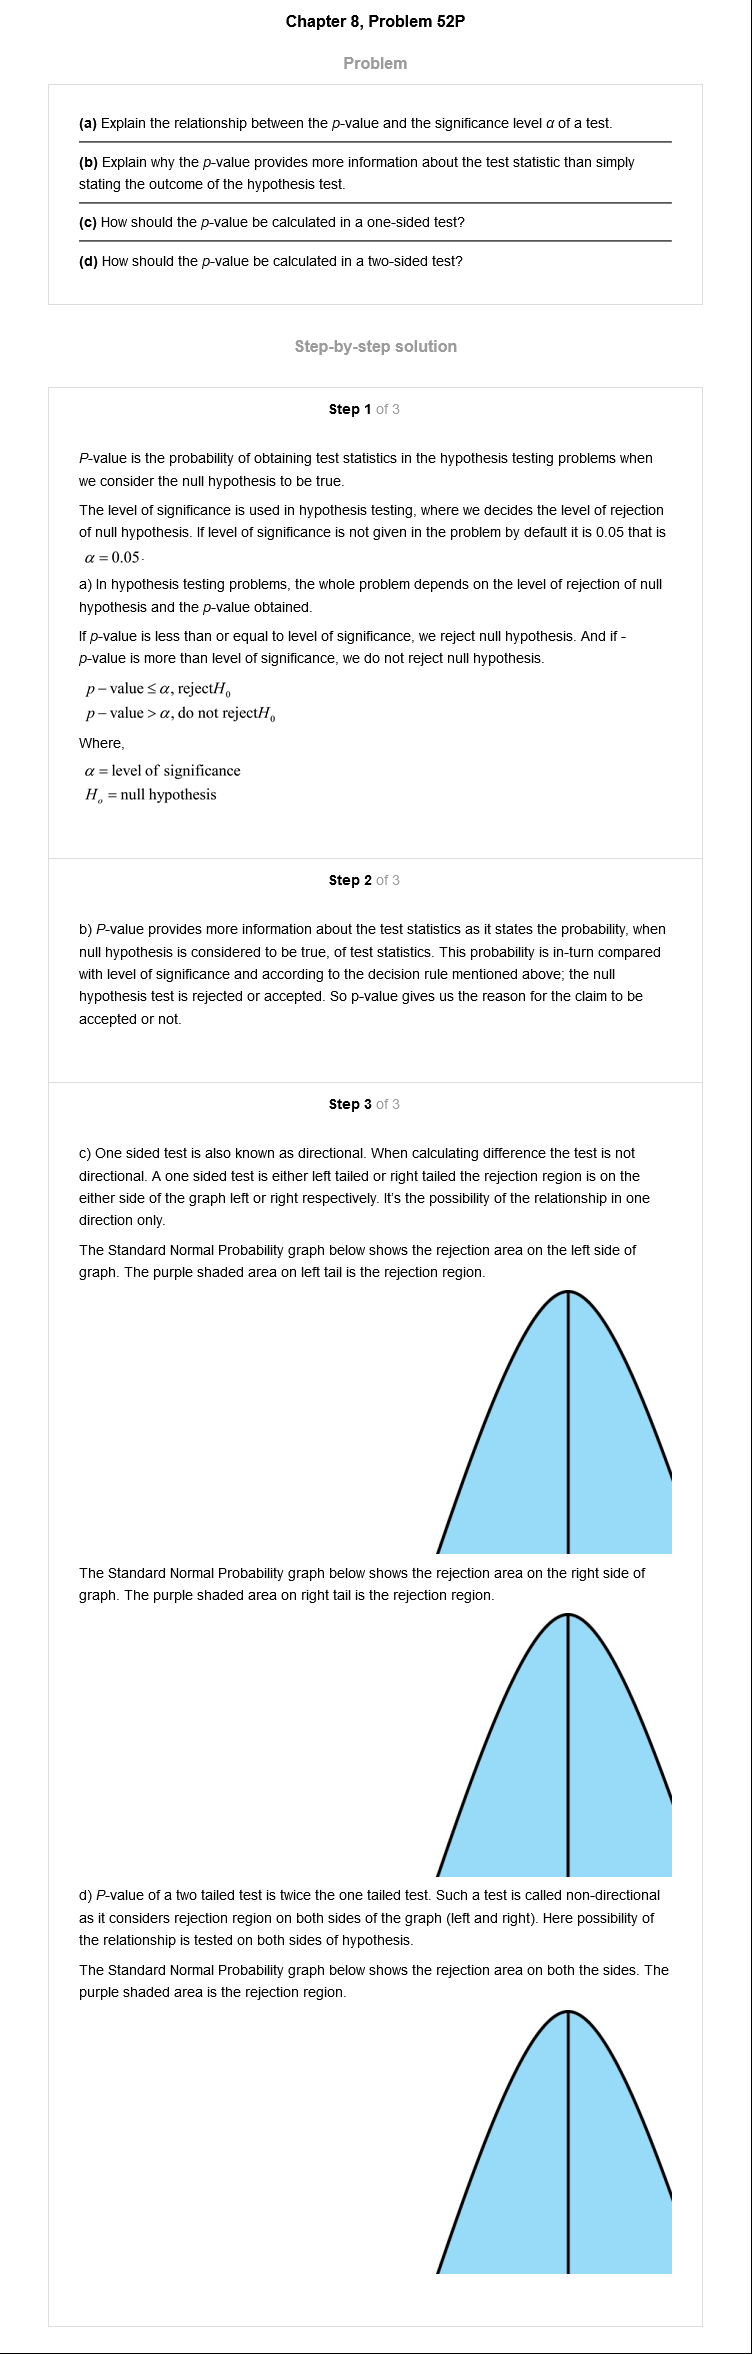 Chapter 8, Problem 52P
Problem
(a) Explain the relationship between the p-value and the significance level α of a test.
(b) Explain why the p-value provides more information about the test statistic than simply
stating the outcome of the hypothesis test.
(c) How should the p-value be calculated in a one-sided test?
(d) How should the p-value be calculated in a two-sided test?
Step-by-step solution
Step 1 of 3
P-value is the probability of obtaining test statistics in the hypothesis testing problems when
we consider the null hypothesis to be true.
The level of significance is used in hypothesis testing, where we decides the level of rejection
of null hypothesis. If level of significance is not given in the problem by default it is 0.05 that is
α = 0.05.
a) In hypothesis testing problems, the whole problem depends on the level of rejection of null
hypothesis and the p-value obtained.
If p-value is less than or equal to level of significance, we reject null hypothesis. And if -
p-value is more than level of significance, we do not reject null hypothesis.
p – value ≤ α, rejectH₀
p – value > α, do not rejectH₀
Where,
α = level of significance
Hₒ = null hypothesis
Step 2 of 3
b) P-value provides more information about the test statistics as it states the probability, when
null hypothesis is considered to be true, of test statistics. This probability is in-turn compared
with level of significance and according to the decision rule mentioned above; the null
hypothesis test is rejected or accepted. So p-value gives us the reason for the claim to be
accepted or not.
Step 3 of 3
c) One sided test is also known as directional. When calculating difference the test is not
directional. A one sided test is either left tailed or right tailed the rejection region is on the
either side of the graph left or right respectively. It's the possibility of the relationship in one
direction only.
The Standard Normal Probability graph below shows the rejection area on the left side of
graph. The purple shaded area on left tail is the rejection region.
The Standard Normal Probability graph below shows the rejection area on the right side of
graph. The purple shaded area on right tail is the rejection region.
d) P-value of a two tailed test is twice the one tailed test. Such a test is called non-directional
as it considers rejection region on both sides of the graph (left and right). Here possibility of
the relationship is tested on both sides of hypothesis.
The Standard Normal Probability graph below shows the rejection area on both the sides. The
purple shaded area is the rejection region.